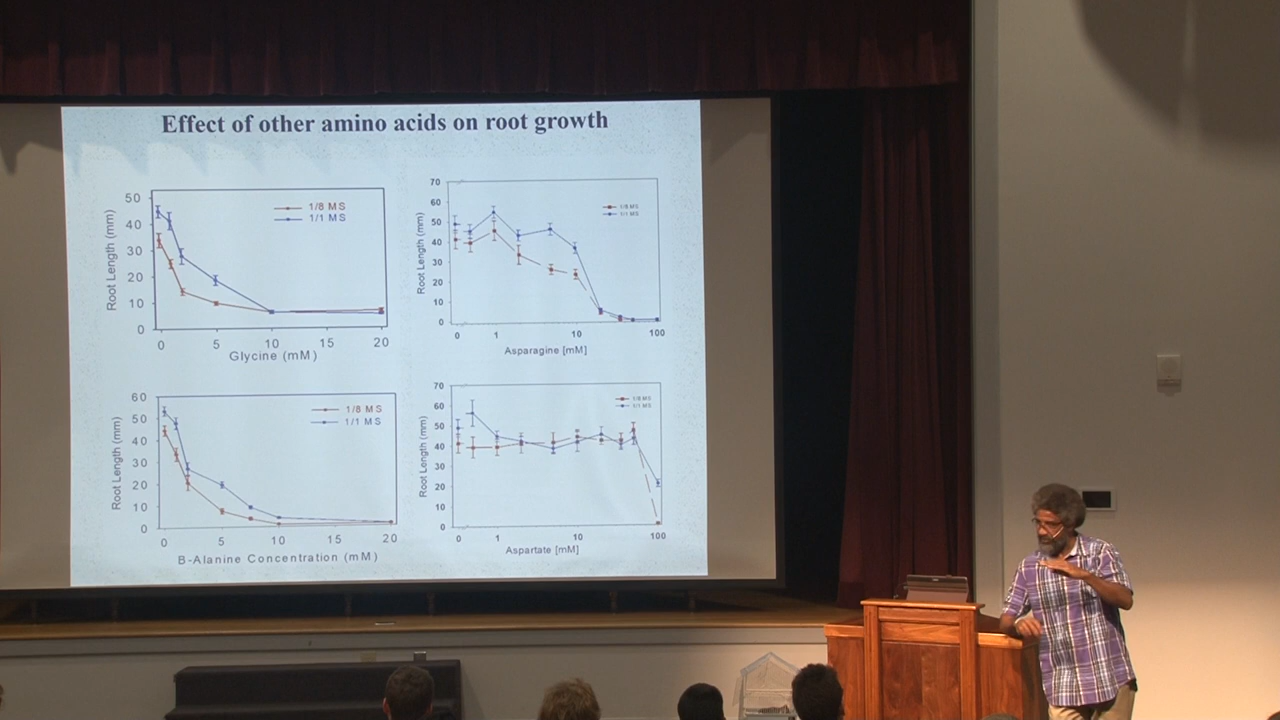 Effect of other amino acids on root growth
50
40
30
20
10
0
Root Length (mm)
1/8 MS
1/1 MS
0 5 10 15 20
Glycine (mM)
70
60
50
40
30
20
10
0
Root Length (mm)
1/8 MS
1/1 MS
0 1 10 100
Asparagine [mM]
60
50
40
30
20
10
0
Root Length (mm)
1/8 MS
1/1 MS
0 5 10 15 20
B-Alanine Concentration (mM)
70
60
50
40
30
20
10
0
Root Length (mm)
1/8 MS
1/1 MS
0 1 10 100
Aspartate [mM]